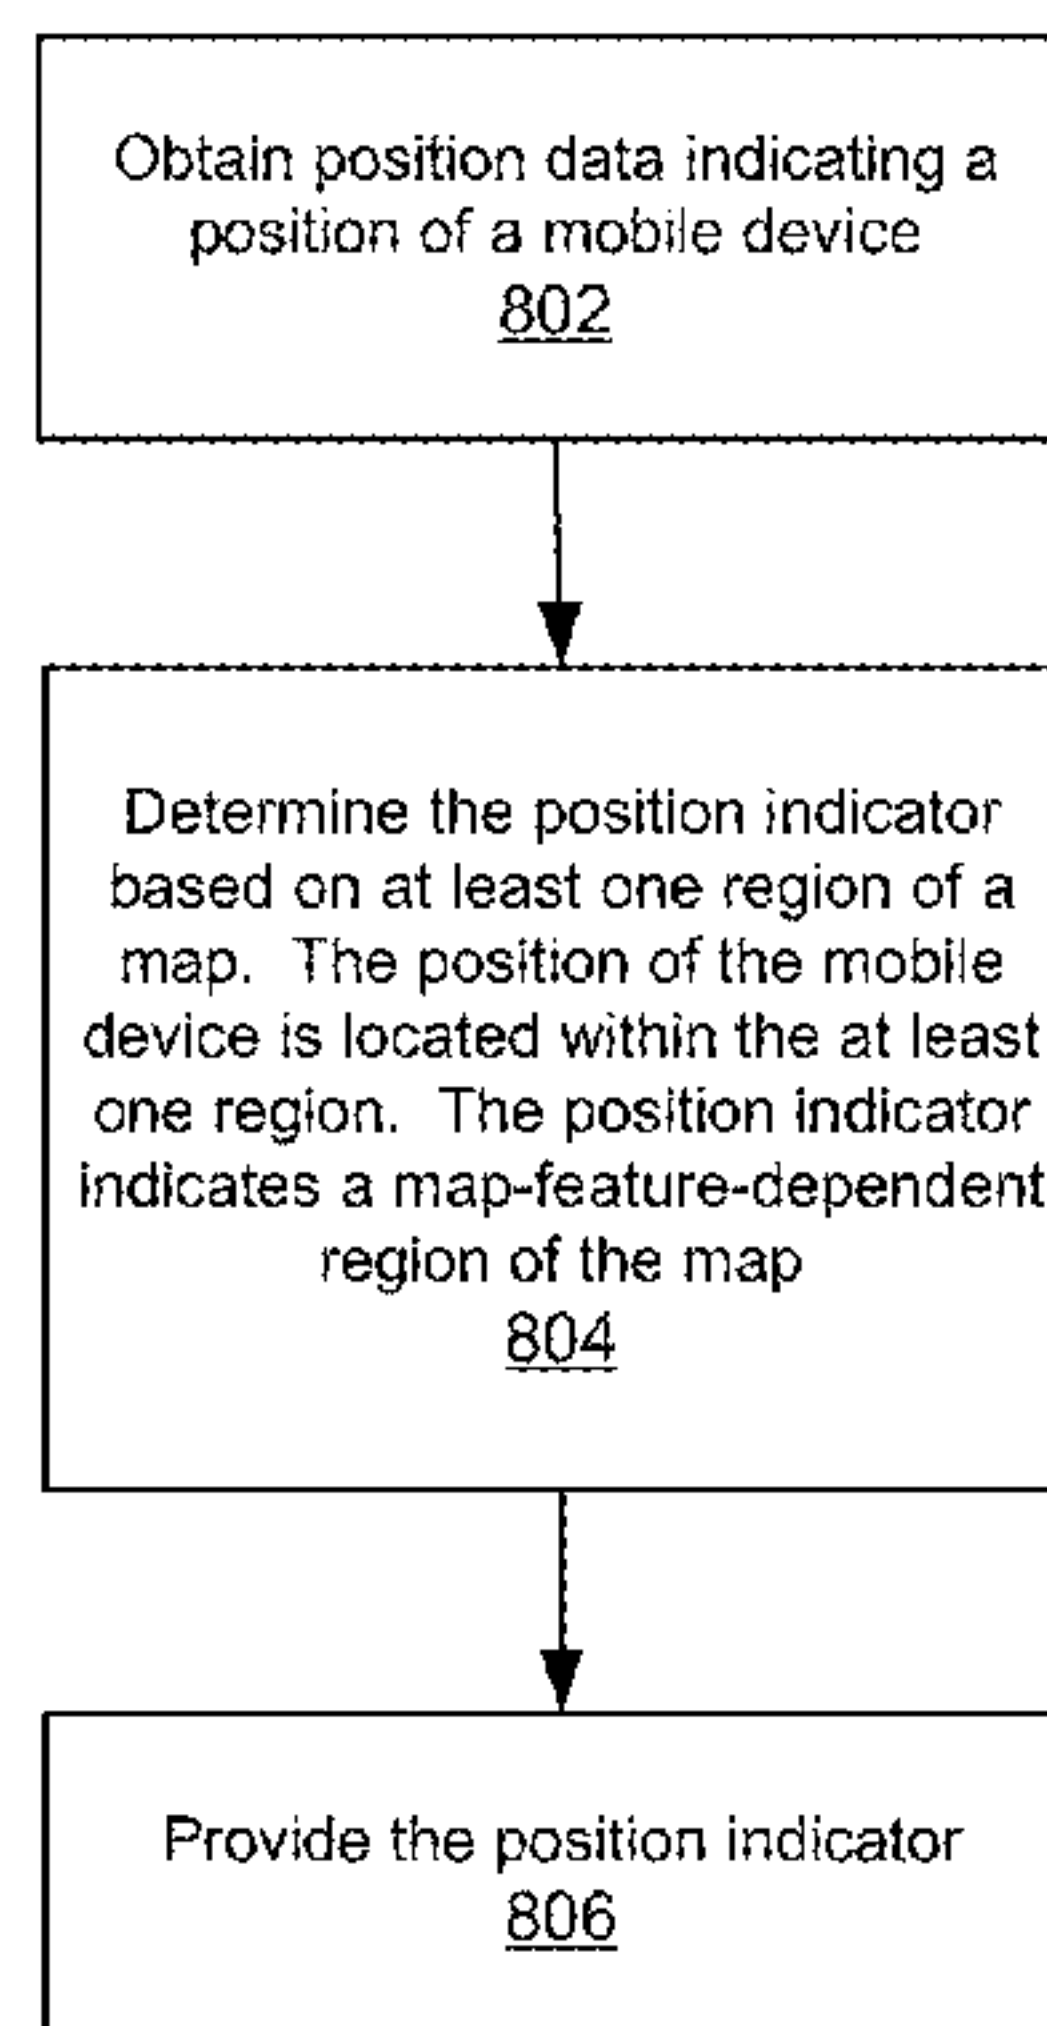 Obtain position data indicating a
position of a mobile device
802
Determine the position indicator
based on at least one region of a
map. The position of the mobile
device is located within the at least
one region. The position indicator
indicates a map-feature-dependent
region of the map
804
Provide the position indicator
806